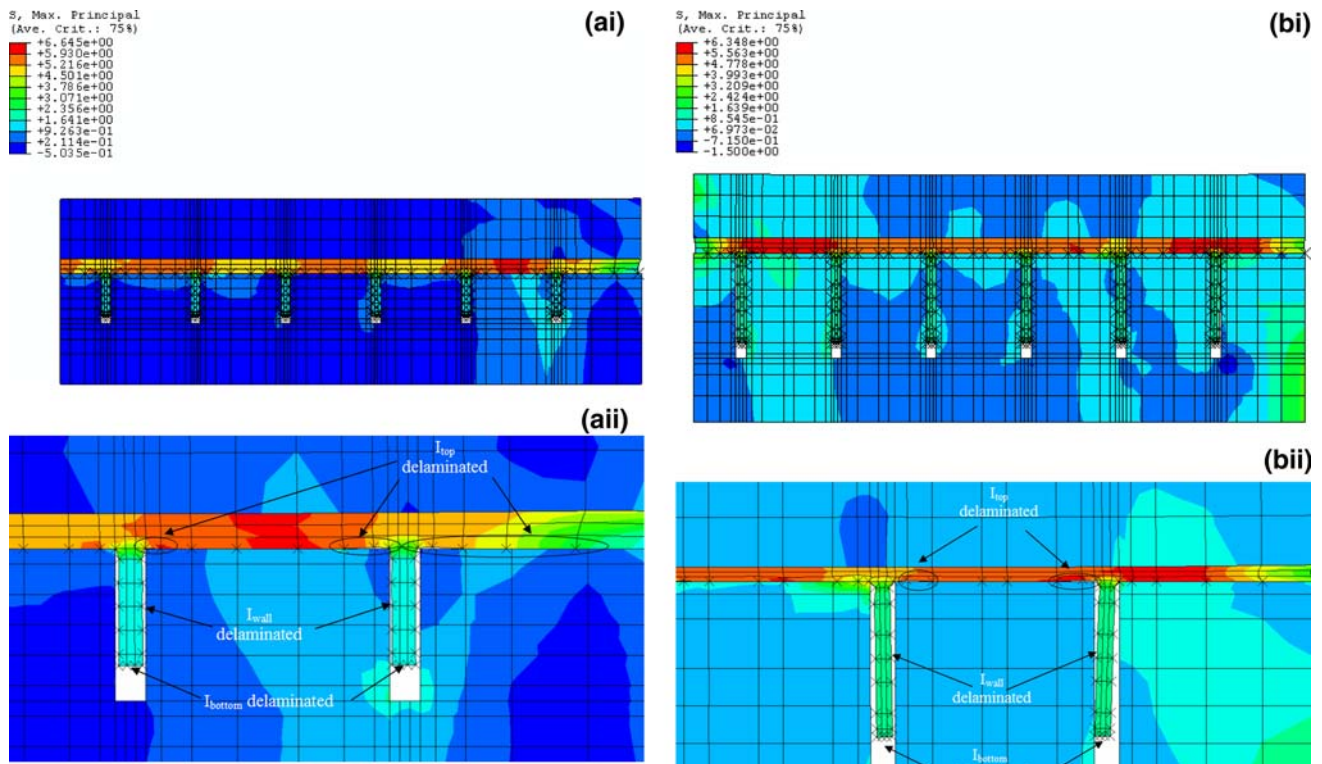 S, Max. Principal
(Ave. Crit.: 75%)
+6.645e+00
+5.930e+00
+5.216e+00
+4.501e+00
+3.786e+00
+3.071e+00
+2.356e+00
+1.641e+00
+9.263e-01
+2.114e-01
-5.035e-01
(ai)
S, Max. Principal
(Ave. Crit.: 75%)
+6.348e+00
+5.563e+00
+4.778e+00
+3.993e+00
+3.209e+00
+2.424e+00
+1.639e+00
+8.545e-01
+6.973e-02
-7.150e-01
-1.500e+00
(bi)
(aii)
Itop
delaminated
Iwall
delaminated
Ibottom delaminated
(bii)
Itop
delaminated
Iwall
delaminated
Ibottom